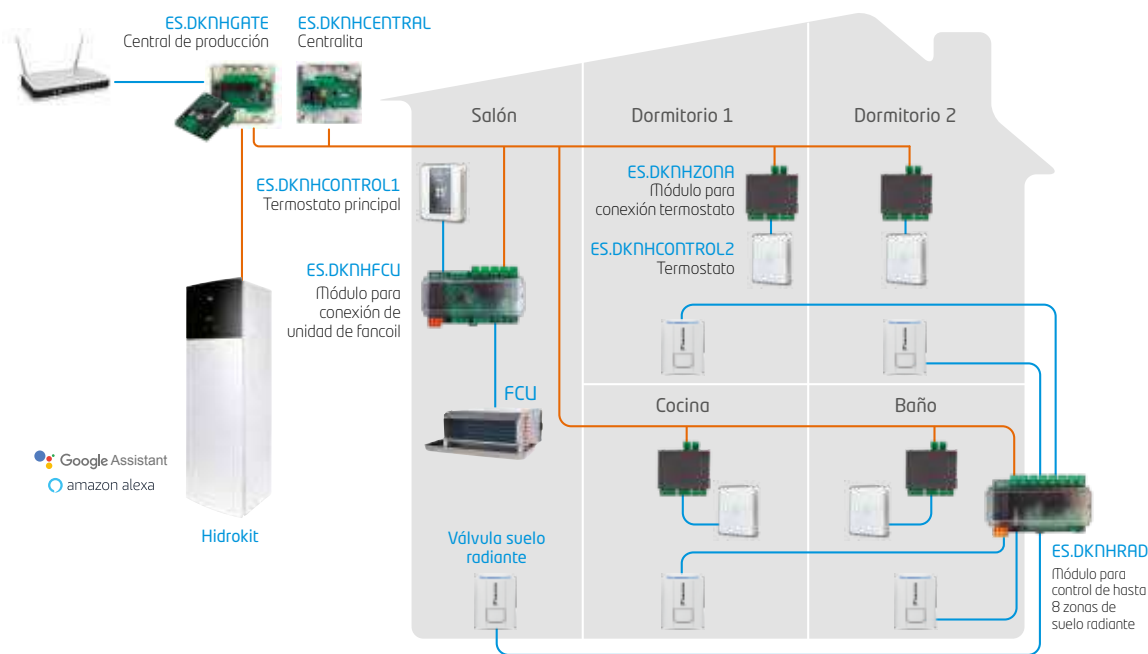 ES.DKNHGATE
Central de producción
ES.DKNHCENTRAL
Centralita
Salón
Dormitorio 1
Dormitorio 2
ES.DKNHCONTROL1
Termostato principal
ES.DKNHZONA
Módulo para
conexión termostato
ES.DKNHCONTROL2
Termostato
ES.DKNHFCU
Módulo para
conexión de
unidad de fancoil
FCU
Cocina
Baño
Google Assistant
amazon alexa
Hidrokit
Válvula suelo
radiante
ES.DKNHRAD
Módulo para
control de hasta
8 zonas de
suelo radiante